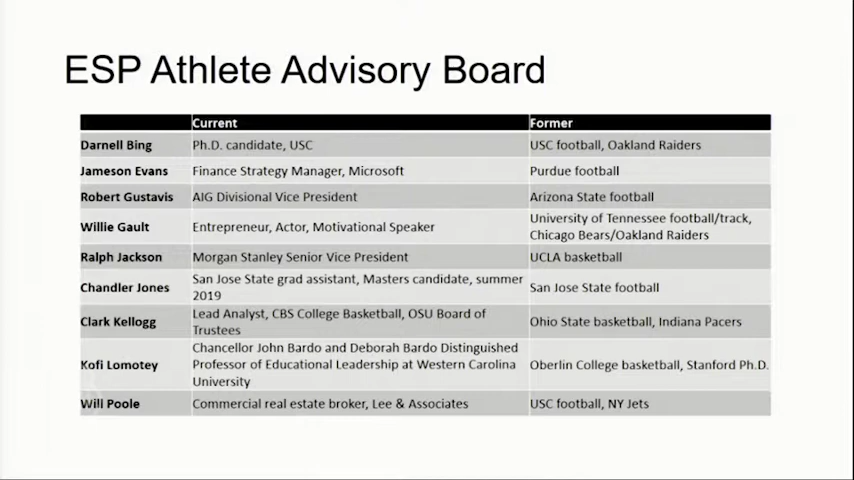 ESP Athlete Advisory Board
Current Former
Darnell Bing Ph.D. candidate, USC USC football, Oakland Raiders
Jameson Evans Finance Strategy Manager, Microsoft Purdue football
Robert Gustavis AIG Divisional Vice President Arizona State football
Willie Gault Entrepreneur, Actor, Motivational Speaker University of Tennessee football/track,
Chicago Bears/Oakland Raiders
Ralph Jackson Morgan Stanley Senior Vice President UCLA basketball
Chandler Jones San Jose State grad assistant, Masters candidate, summer
2019 San Jose State football
Clark Kellogg Lead Analyst, CBS College Basketball, OSU Board of
Trustees Ohio State basketball, Indiana Pacers
Kofi Lomotey Chancellor John Bardo and Deborah Bardo Distinguished
Professor of Educational Leadership at Western Carolina
University Oberlin College basketball, Stanford Ph.D.
Will Poole Commercial real estate broker, Lee & Associates USC football, NY Jets